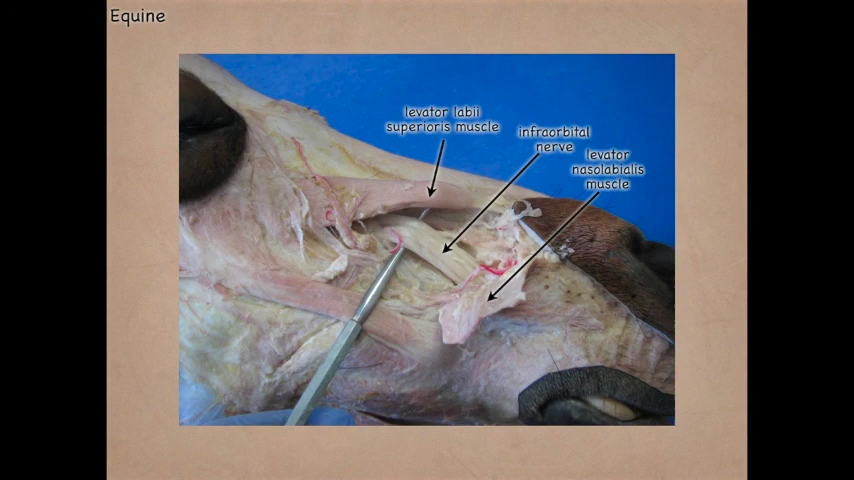 Equine
levator labii
superioris muscle
infraorbital
nerve
levator
nasolabialis
muscle